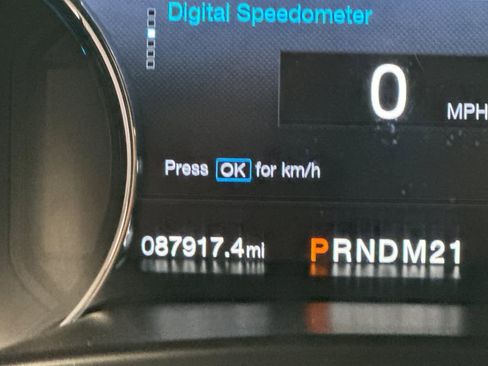 Digital Speedometer
0
MPH
Press OK for km/h
087917.4mi
PRNDM21